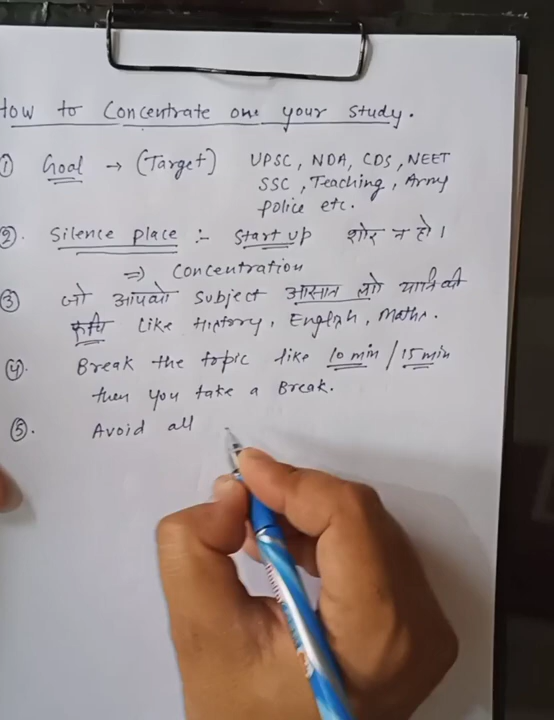 How to Concentrate one your study.
① Goal → (Target) UPSC, NDA, CDS, NEET
SSC, Teaching, Army
police etc.
②. Silence place :- Start up शोर न हो।
⇒ Concentration
③ जो आपको Subject आसान लगे यानि की
रूचि Like History, English, Maths.
④. Break the topic like 10 min / 15 min
then you take a Break.
⑤. Avoid all